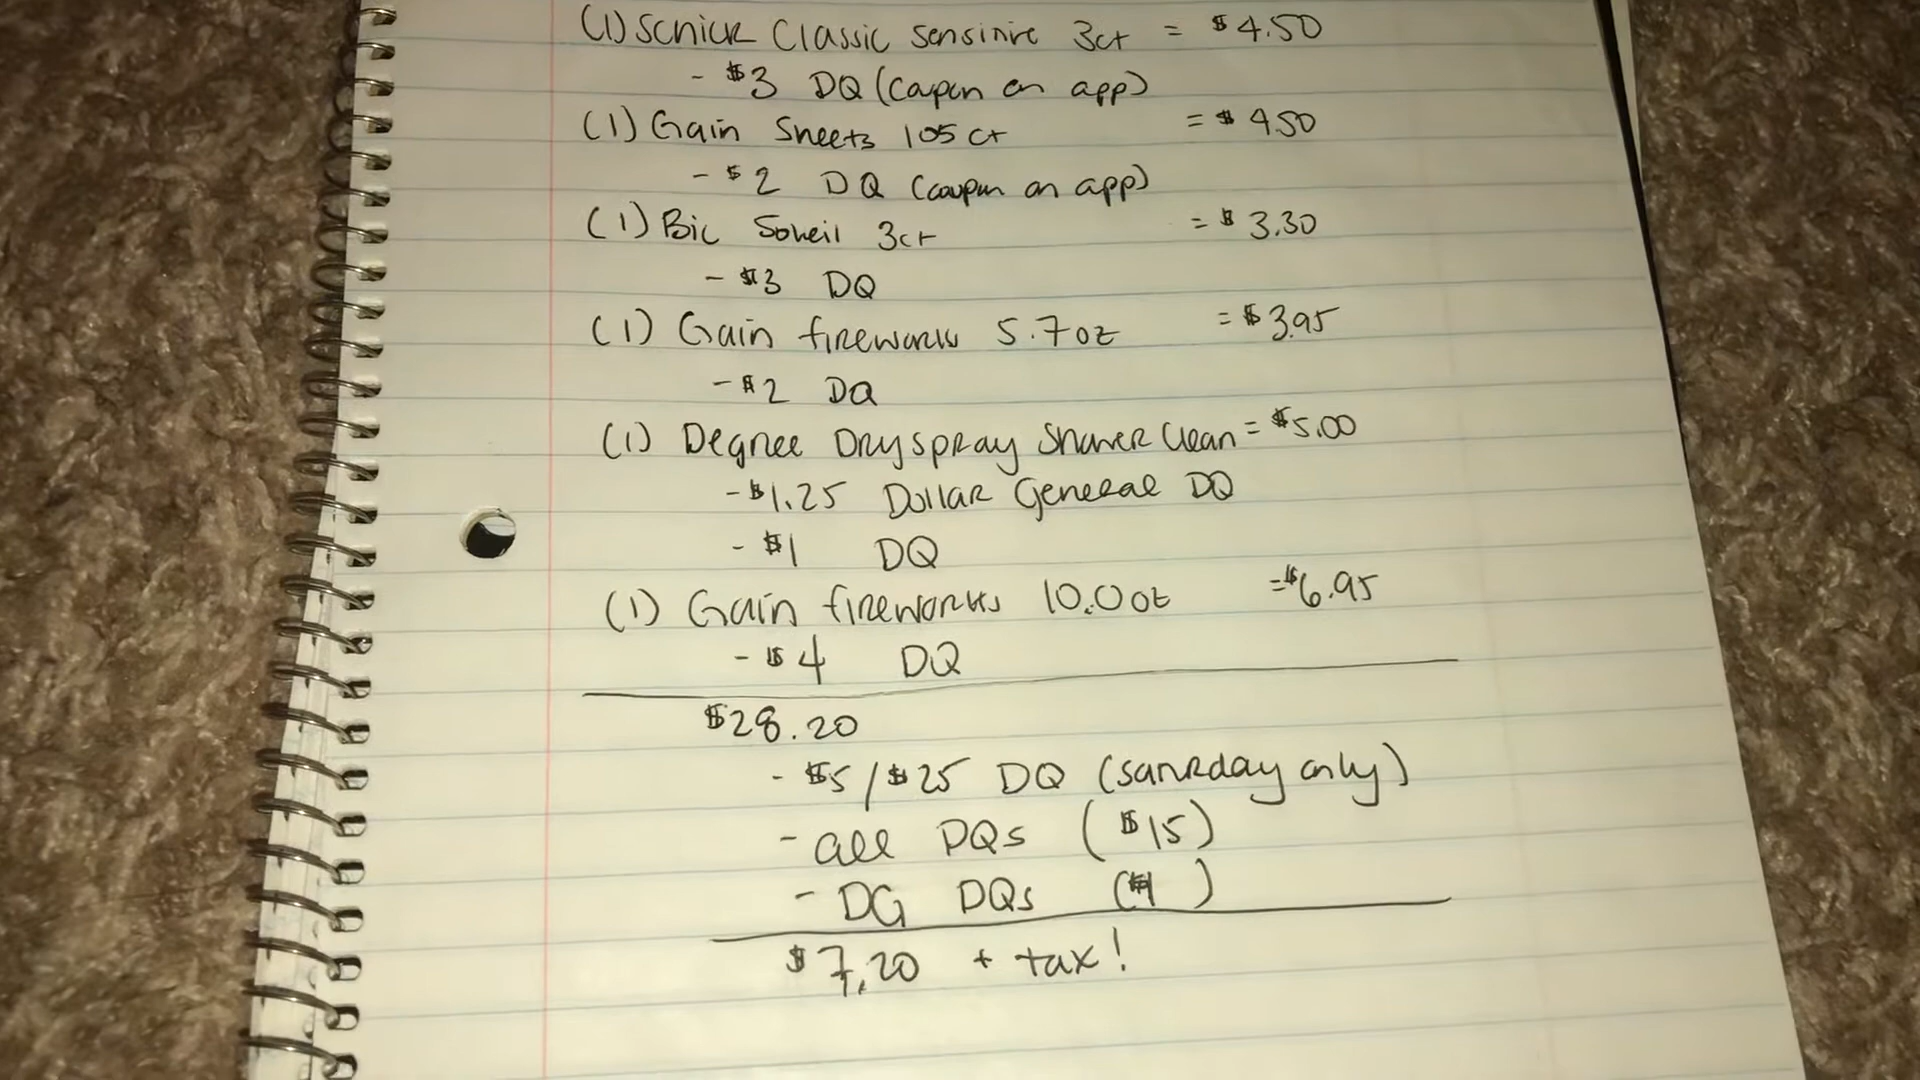 (1) Schick Classic Sensitive 3ct = $4.50
- $3 DQ (coupon on app)
(1) Gain Sheets 105 ct = $4.50
- $2 DQ (coupon on app)
(1) Bic Soleil 3ct = $3.30
- $3 DQ
(1) Gain fireworks 5.7oz = $3.95
- $2 DQ
(1) Degree Dryspray Shower Clean = $5.00
- $1.25 Dollar General DQ
- $1 DQ
(1) Gain fireworks 10.0oz = $6.95
- $4 DQ
$28.20
- $5/$25 DQ (saturday only)
- all DQs ($15)
- DG DQs ($1)
$7.20 + tax!